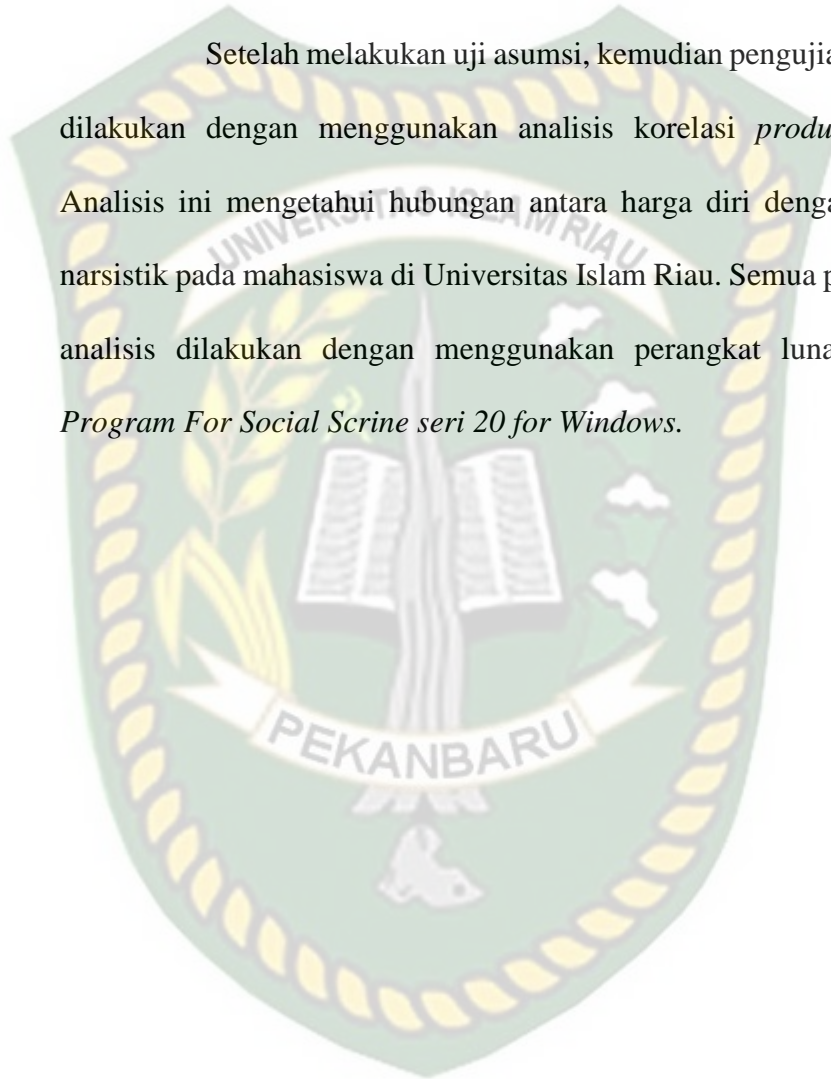 Setelah melakukan uji asumsi, kemudian pengujia
dilakukan dengan menggunakan analisis korelasi produ
Analisis ini mengetahui hubungan antara harga diri denga
narsistik pada mahasiswa di Universitas Islam Riau. Semua p
analisis dilakukan dengan menggunakan perangkat luna
Program For Social Scrine seri 20 for Windows.
UNIVERSITAS ISLAM RIAU
PEKANBARU